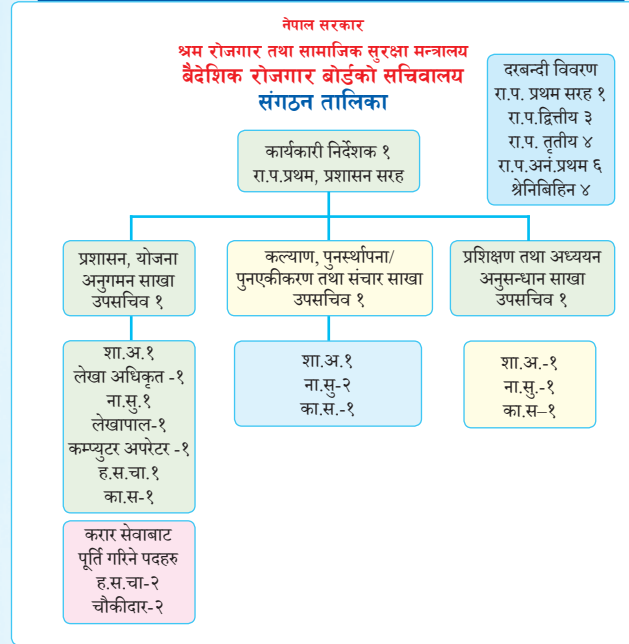 नेपाल सरकार
श्रम रोजगार तथा सामाजिक सुरक्षा मन्त्रालय
बैदेशिक रोजगार बोर्डको सचिवालय
संगठन तालिका
दरबन्दी विवरण
रा.प. प्रथम सरह १
रा.प.द्वित्तीय ३
रा.प. तृतीय ४
रा.प.अनं.प्रथम ६
श्रेनिबिहिन ४
कार्यकारी निर्देशक १
रा.प.प्रथम, प्रशासन सरह
प्रशासन, योजना
अनुगमन साखा
उपसचिव १
कल्याण, पुनर्स्थापना/
पुनएकीकरण तथा संचार साखा
उपसचिव १
प्रशिक्षण तथा अध्ययन
अनुसन्धान साखा
उपसचिव १
शा.अ.१
लेखा अधिकृत -१
ना.सु.१
लेखापाल-१
कम्प्युटर अपरेटर -१
ह.स.चा.१
का.स-१
शा.अ.१
ना.सु-२
का.स.-१
शा.अ.-१
ना.सु.-१
का.स–१
करार सेवाबाट
पूर्ति गरिने पदहरु
ह.स.चा-२
चौकीदार-२